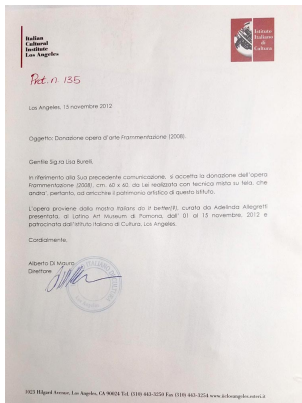 Italian
Cultural
Institute
Los Angeles
Istituto
Italiano
di
Cultura
Prot. n. 135
Los Angeles, 15 novembre 2012
Oggetto: Donazione opera d'arte Frammentazione (2008).
Gentile Sig.ra Lisa Burelli,
In riferimento alla Sua precedente comunicazione, si accetta la donazione dell'opera
Frammentazione (2008), cm. 60 x 60, da Lei realizzata con tecnica mista su tela, che
andra', pertanto, ad arricchire il patrimonio artistico di questo Istituto.
L'opera proviene dalla mostra Italians do it better(!?), curata da Adelinda Allegretti
presentata, al Latino Art Museum di Pomona, dall' 01 al 15 novembre, 2012 e
patrocinata dall'Istituto Italiano di Cultura, Los Angeles.
Cordialmente,
Alberto Di Mauro
Direttore
1023 Hilgard Avenue, Los Angeles, CA 90024 Tel. (310) 443-3250 Fax (310) 443-3254 www.iiclosangeles.esteri.it